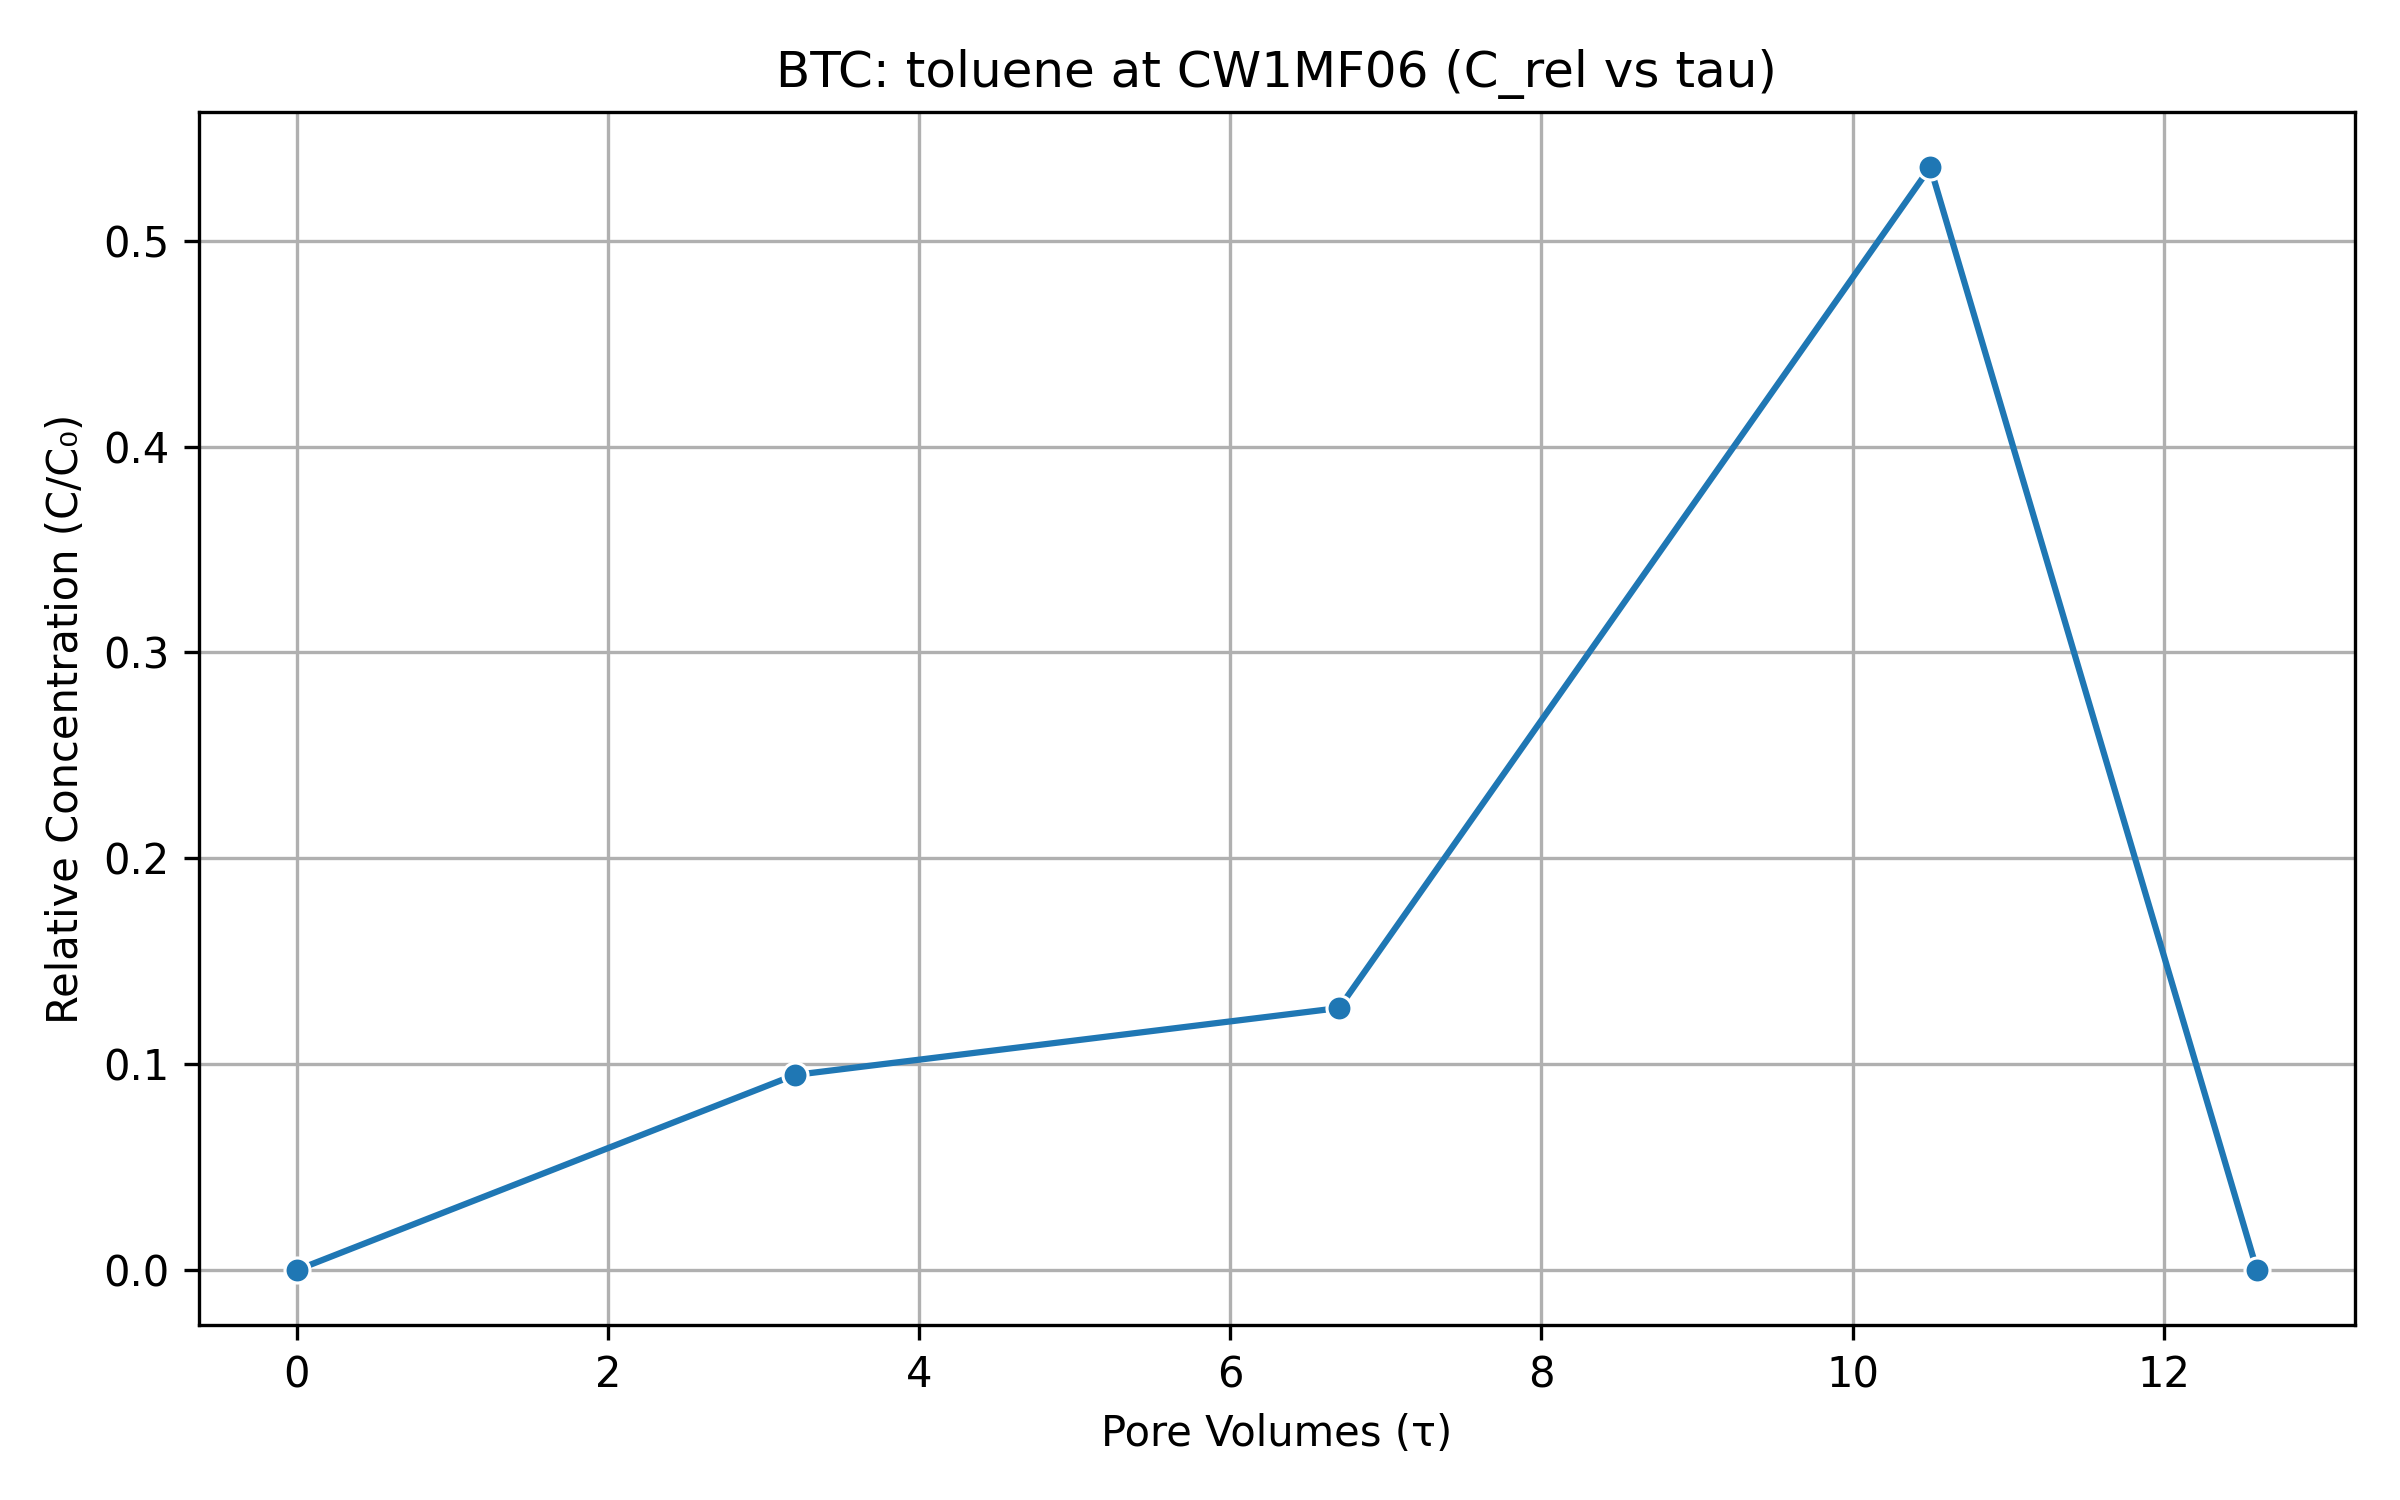 BTC: toluene at CW1MF06 (C_rel vs tau)
Relative Concentration (C/C₀)
0.5
0.4
0.3
0.2
0.1
0.0
0 2 4 6 8 10 12
Pore Volumes (τ)